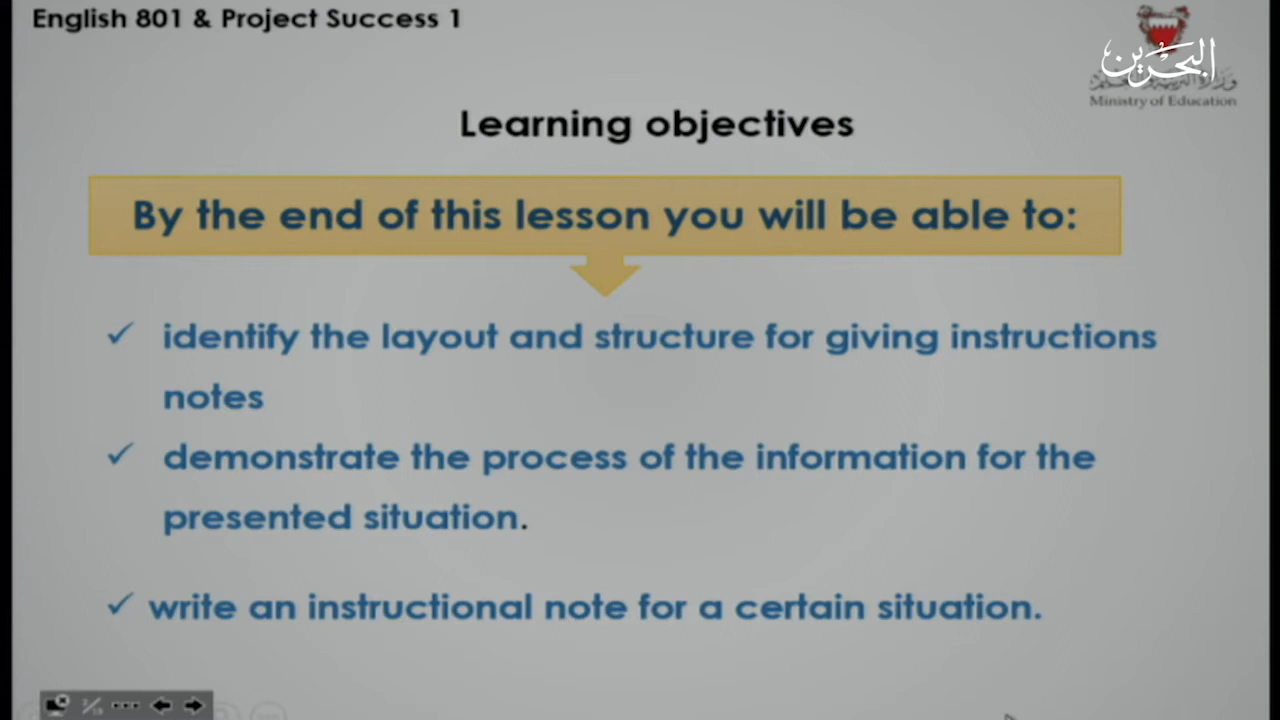 English 801 & Project Success 1
البحرين
Ministry of Education
Learning objectives
By the end of this lesson you will be able to:
✓ identify the layout and structure for giving instructions
notes
✓ demonstrate the process of the information for the
presented situation.
✓ write an instructional note for a certain situation.